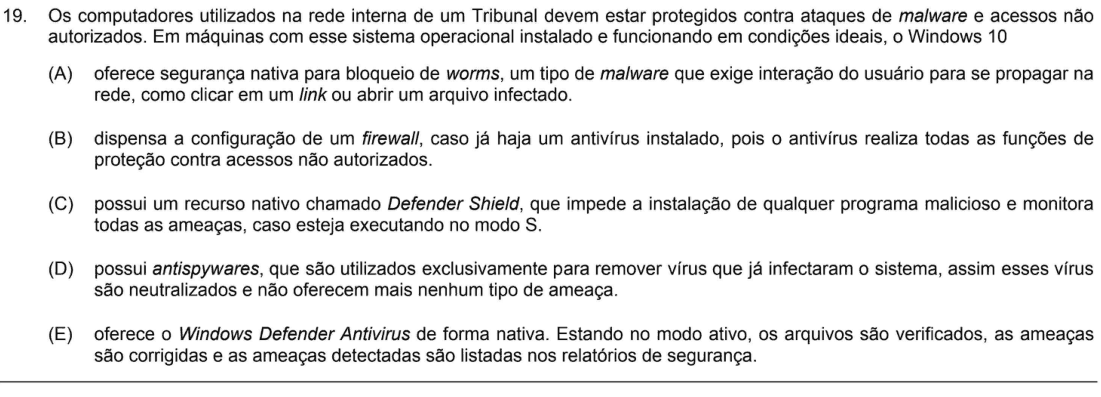 19. Os computadores utilizados na rede interna de um Tribunal devem estar protegidos contra ataques de malware e acessos não
autorizados. Em máquinas com esse sistema operacional instalado e funcionando em condições ideais, o Windows 10
(A) oferece segurança nativa para bloqueio de worms, um tipo de malware que exige interação do usuário para se propagar na
rede, como clicar em um link ou abrir um arquivo infectado.
(B) dispensa a configuração de um firewall, caso já haja um antivírus instalado, pois o antivírus realiza todas as funções de
proteção contra acessos não autorizados.
(C) possui um recurso nativo chamado Defender Shield, que impede a instalação de qualquer programa malicioso e monitora
todas as ameaças, caso esteja executando no modo S.
(D) possui antispywares, que são utilizados exclusivamente para remover vírus que já infectaram o sistema, assim esses vírus
são neutralizados e não oferecem mais nenhum tipo de ameaça.
(E) oferece o Windows Defender Antivirus de forma nativa. Estando no modo ativo, os arquivos são verificados, as ameaças
são corrigidas e as ameaças detectadas são listadas nos relatórios de segurança.